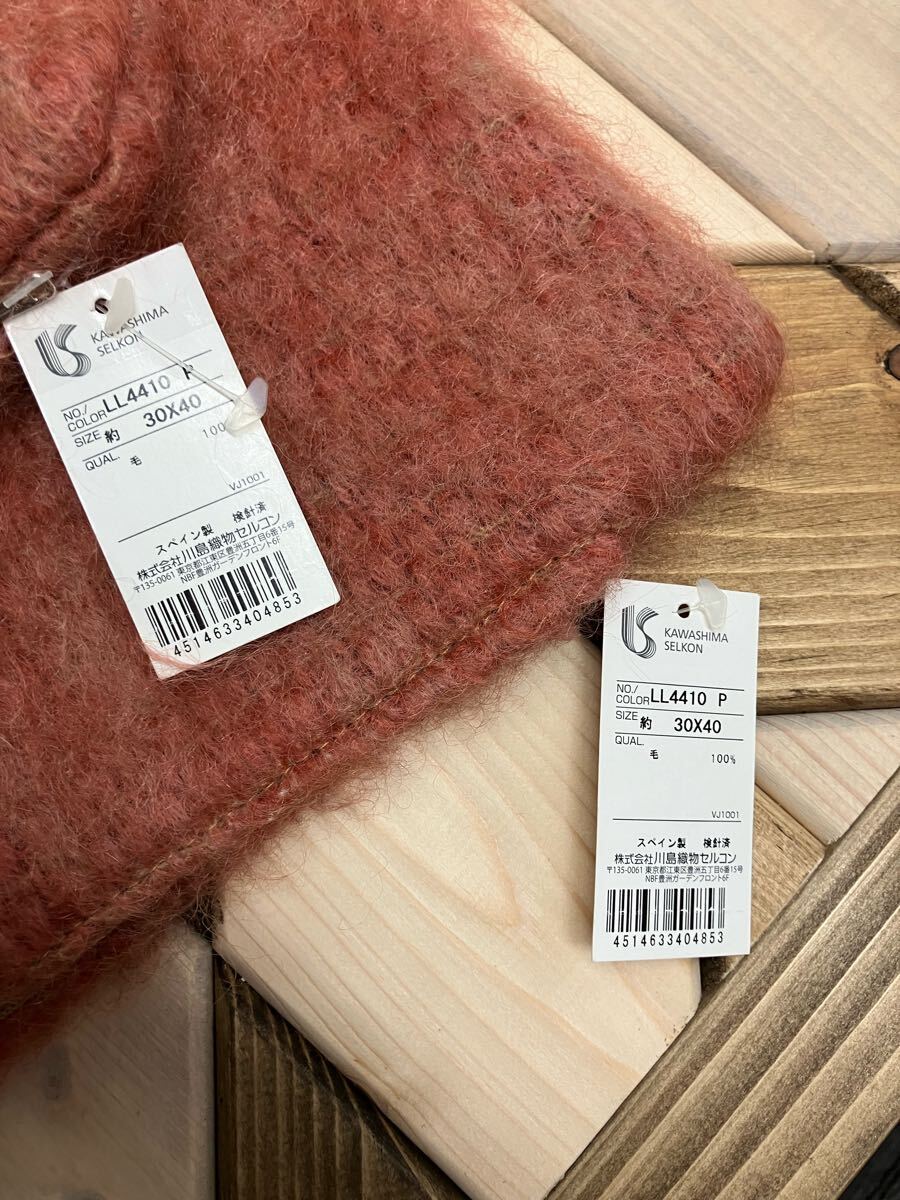 KAWASHIMA
SELKON
NO./
COLOR LL4410 P
SIZE 約 30X40
QUAL.
毛 100
VJ1001
スペイン製 検針済
株式会社川島織物セルコン
〒135-0061 東京都江東区豊洲五丁目6番15号
NBF豊洲ガーデンフロント6F
4514633404853
KAWASHIMA
SELKON
NO./
COLOR LL4410 P
SIZE 約 30X40
QUAL.
毛 100%
VJ1001
スペイン製 検針済
株式会社川島織物セルコン
〒135-0061 東京都江東区豊洲五丁目6番15号
NBF豊洲ガーデンフロント6F
4514633404853